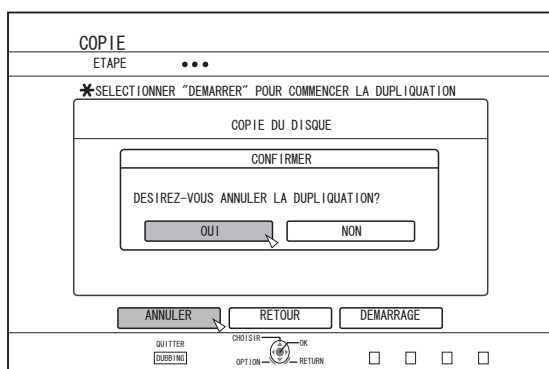 COPIE
ETAPE
*SELECTIONNER "DEMARRER" POUR COMMENCER LA DUPLIQUATION
COPIE DU DISQUE
CONFIRMER
DESIREZ-VOUS ANNULER LA DUPLIQUATION?
OUI NON
ANNULER RETOUR DEMARRAGE
QUITTER CHOISIR OK
DUBBING OPTION RETURN